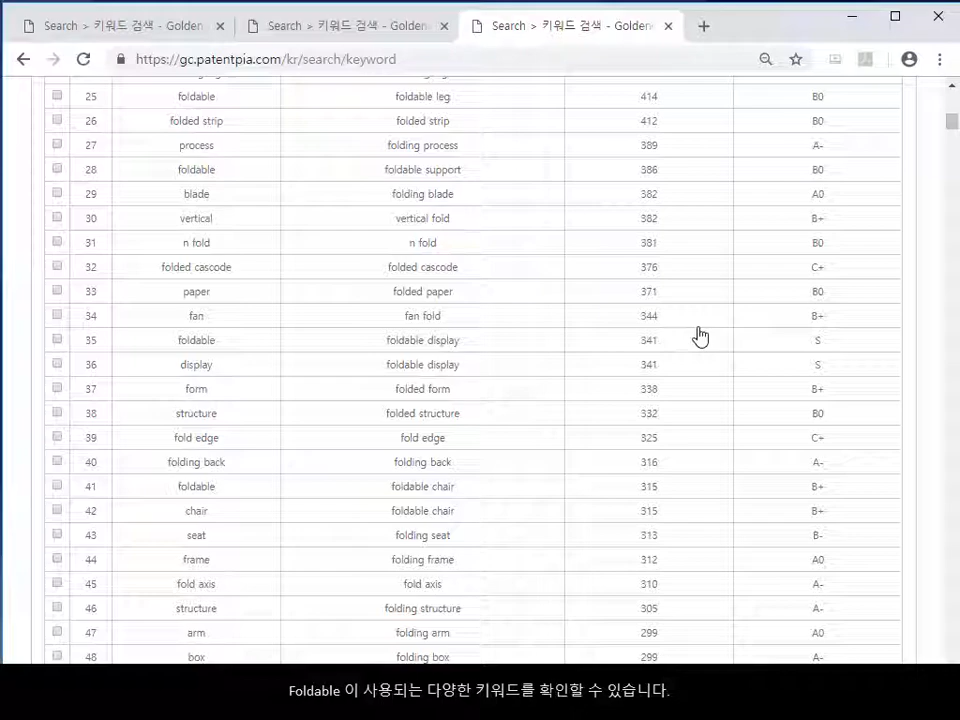 Search > 키워드 검색 - Golden
Search > 키워드 검색 - Golden
Search > 키워드 검색 - Golden
https://gc.patentpia.com/kr/search/keyword
25 foldable foldable leg 414 B0
26 folded strip folded strip 412 B0
27 process folding process 389 A-
28 foldable foldable support 386 B0
29 blade folding blade 382 A0
30 vertical vertical fold 382 B+
31 n fold n fold 381 B0
32 folded cascode folded cascode 376 C+
33 paper folded paper 371 B0
34 fan fan fold 344 B+
35 foldable foldable display 341 S
36 display foldable display 341 S
37 form folded form 338 B+
38 structure folded structure 332 B0
39 fold edge fold edge 325 C+
40 folding back folding back 316 A-
41 foldable foldable chair 315 B+
42 chair foldable chair 315 B+
43 seat folding seat 313 B-
44 frame folding frame 312 A0
45 fold axis fold axis 310 A-
46 structure folding structure 305 A-
47 arm folding arm 299 A0
48 box folding box 299 A-
Foldable 이 사용되는 다양한 키워드를 확인할 수 있습니다.